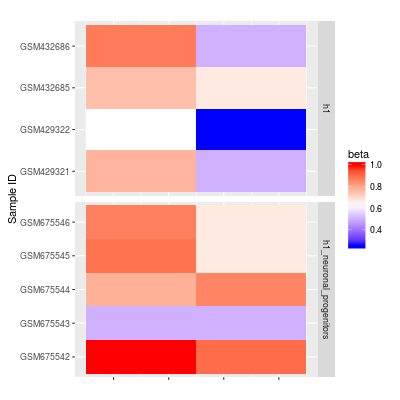 GSM432686
GSM432685
GSM429322
GSM429321
h1
GSM675546
GSM675545
GSM675544
GSM675543
GSM675542
h1_neuronal_progenitors
Sample ID
beta
1.0
0.8
0.6
0.4